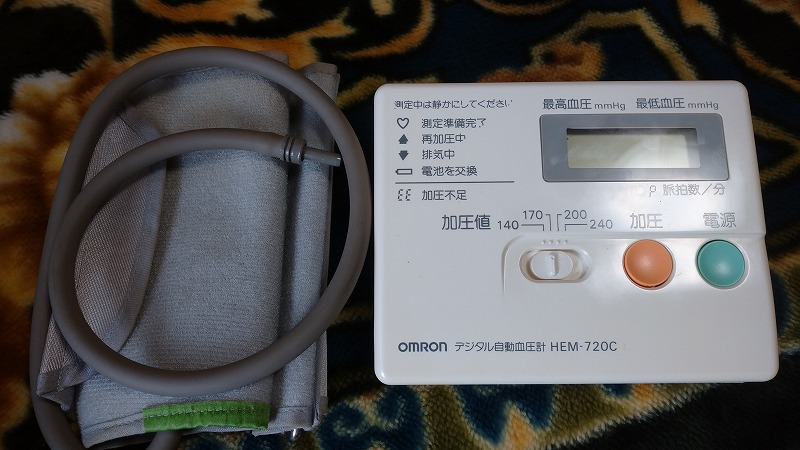 測定中は静かにしてください
測定準備完了
再加圧中
排気中
電池を交換
EE 加圧不足
最高血圧 mmHg 最低血圧 mmHg
P 脈拍数/分
加圧値 140 170 200 240
加圧 電源
OMRON デジタル自動血圧計 HEM-720C